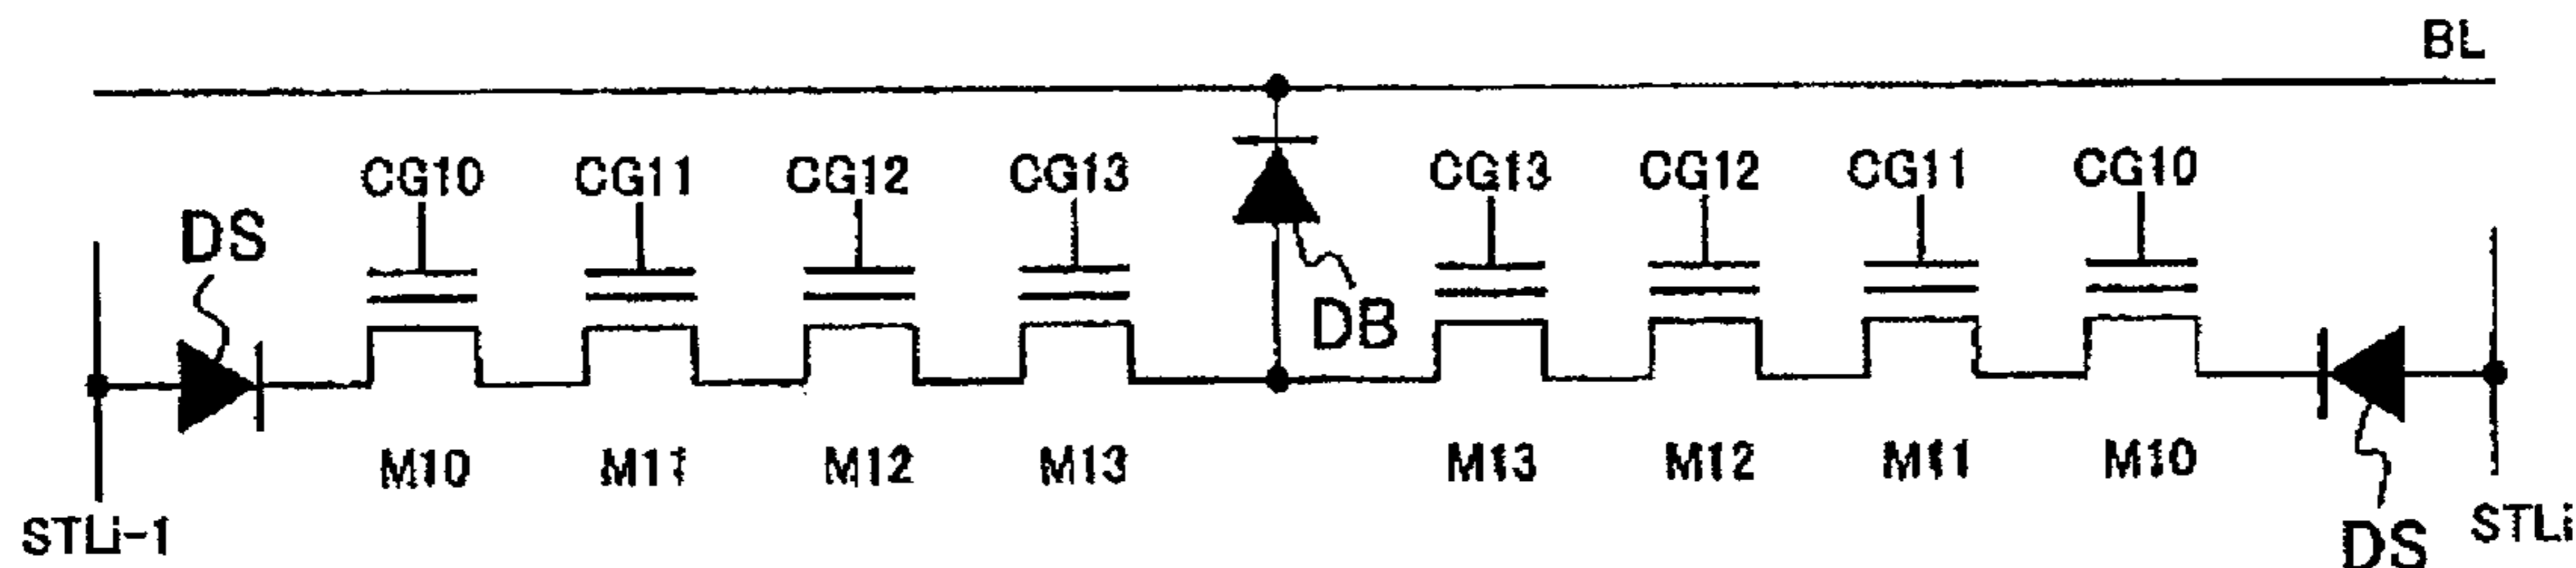 BL
CG10 CG11 CG12 CG13 CG13 CG12 CG11 CG10
DS
DB
M10 M11 M12 M13 M13 M12 M11 M10
STLi-1 DS STLi